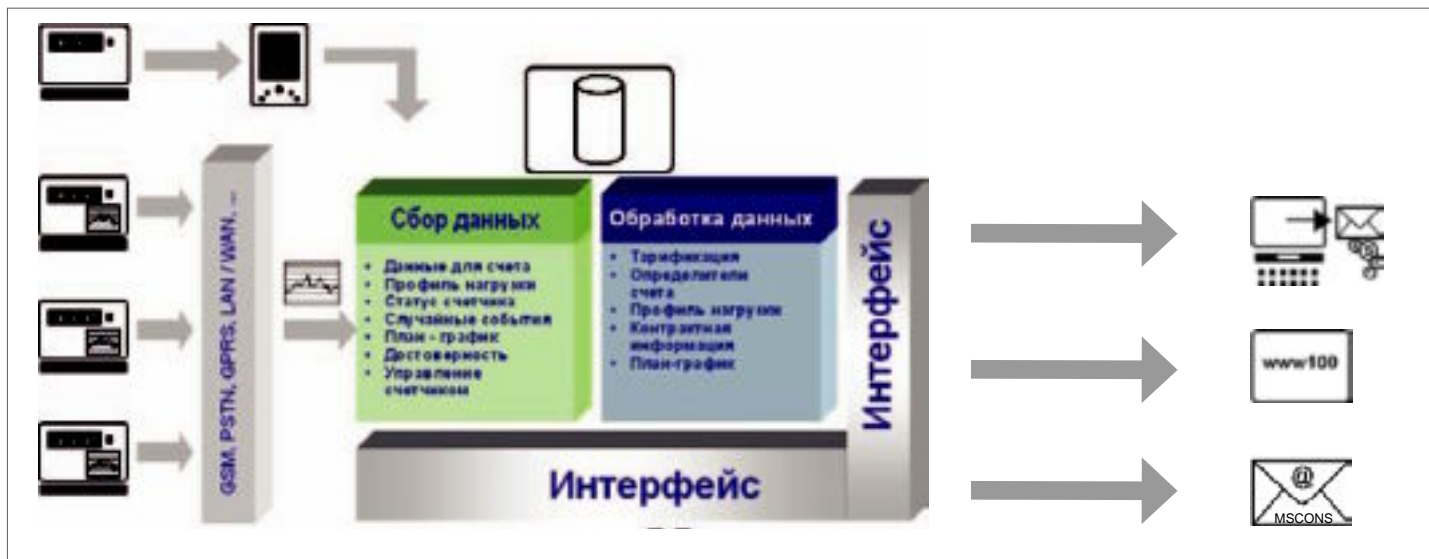 GSM, PSTN, GPRS, LAN / WAN, ...
Сбор данных
• Данные для счета
• Профиль нагрузки
• Статус счетчика
• Случайные события
• План - график
• Достоверность
• Управление
счетчиком
Обработка данных
• Тарификация
• Определители
счета
• Профиль нагрузки
• Контрактная
информация
• План-график
Интерфейс
Интерфейс
www100
@
MSCONS